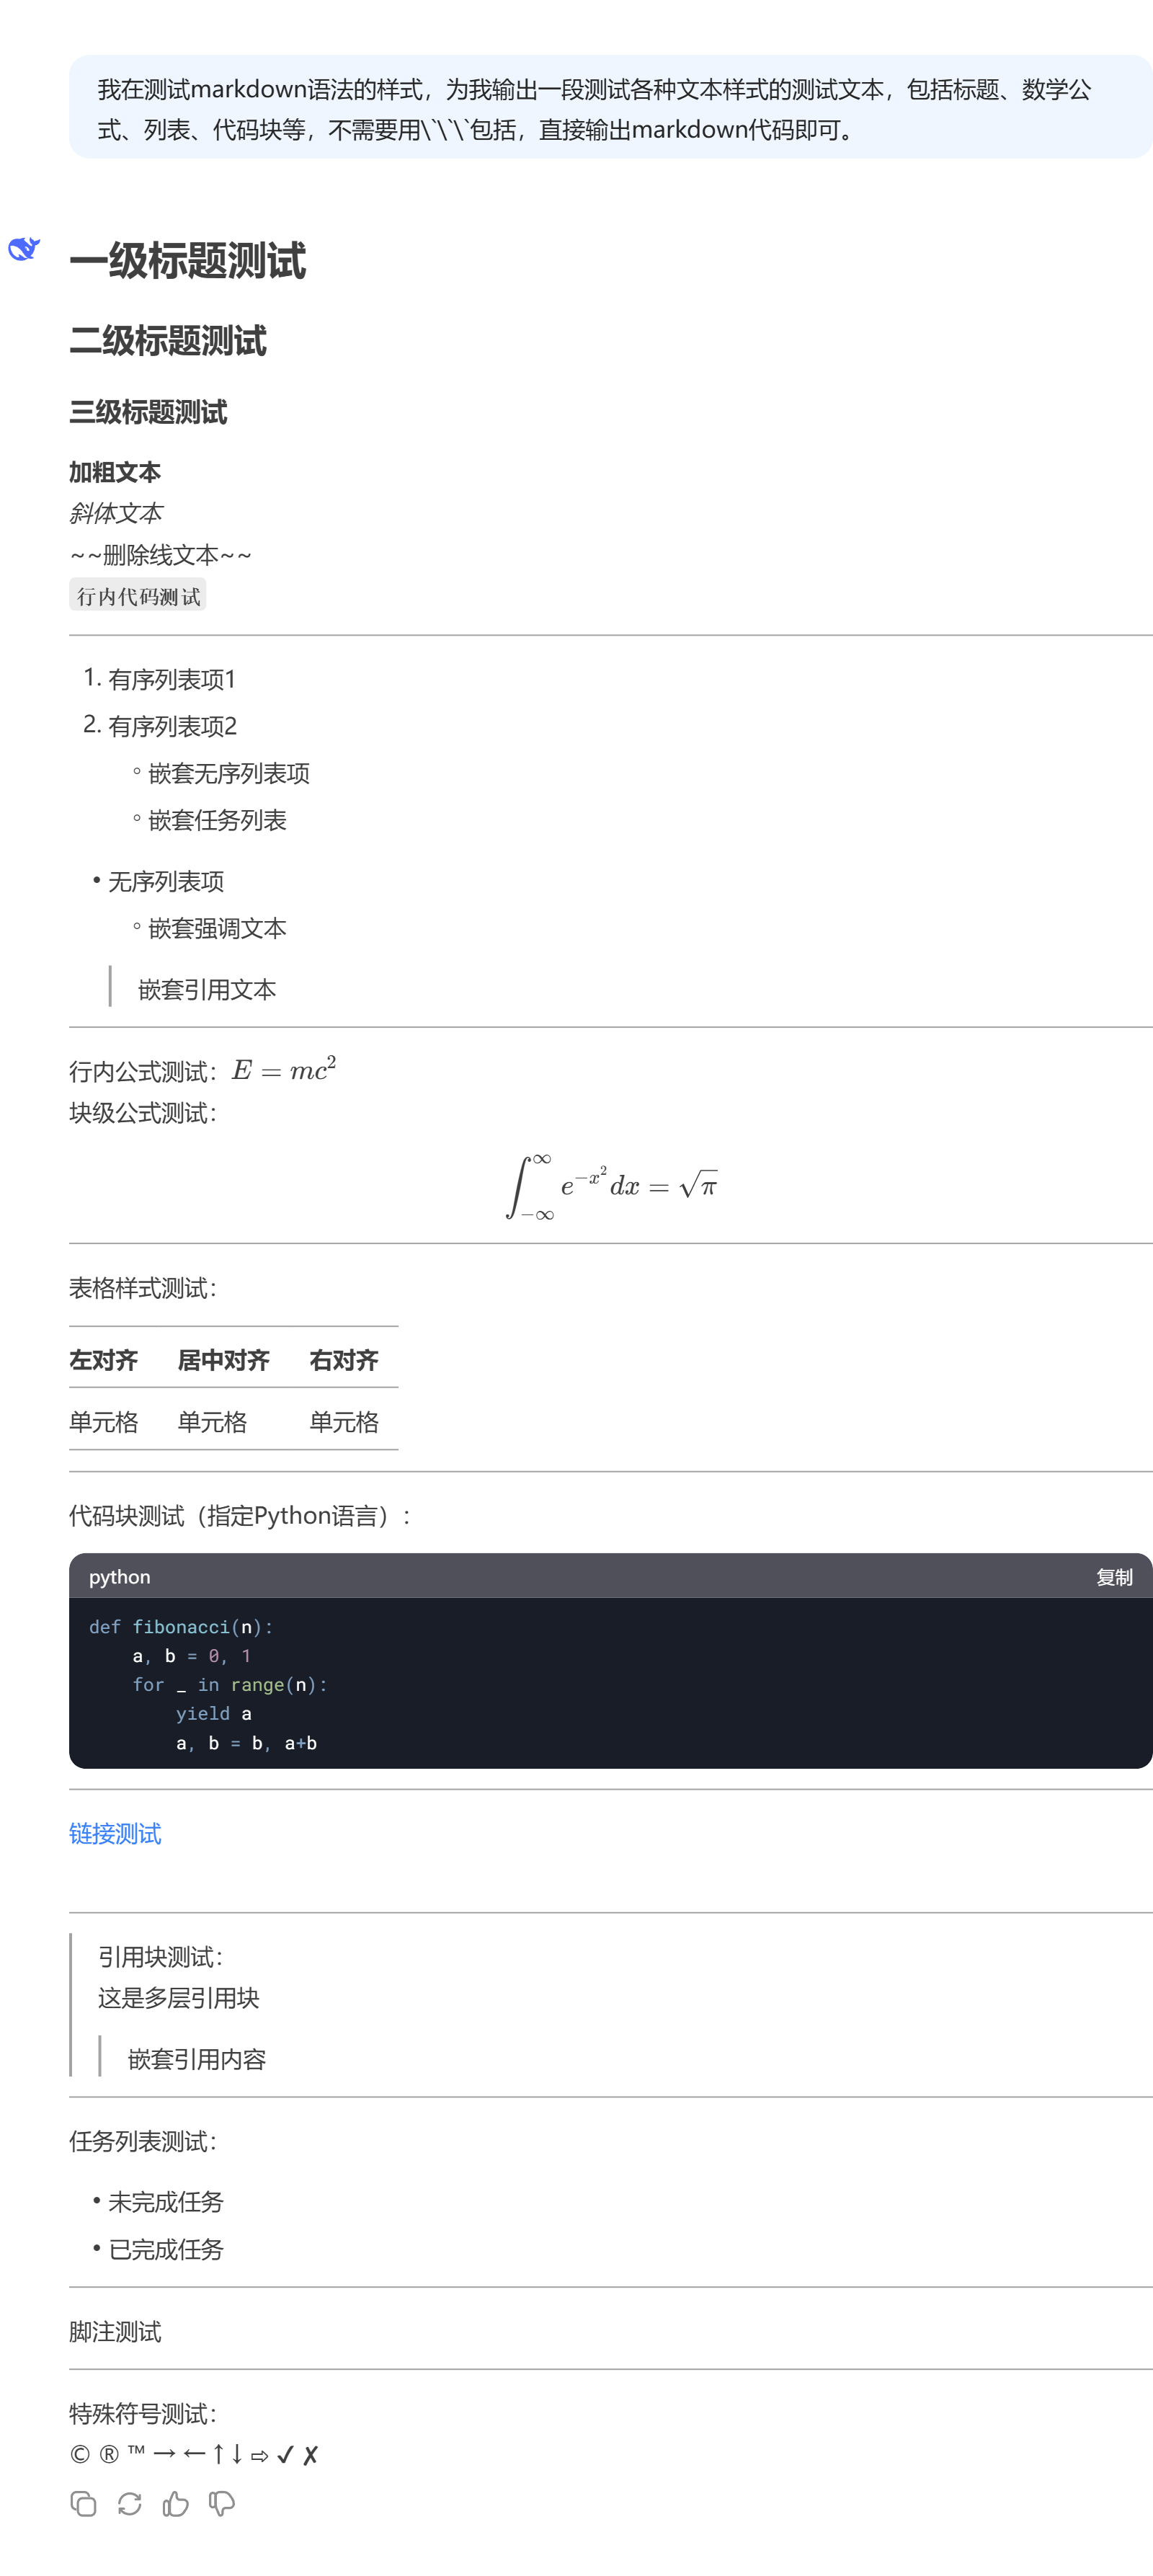 我在测试markdown语法的样式，为我输出一段测试各种文本样式的测试文本，包括标题、数学公
式、列表、代码块等，不需要用\`\`\`包括，直接输出markdown代码即可。
一级标题测试
二级标题测试
三级标题测试
加粗文本
斜体文本
~~删除线文本~~
行内代码测试
1. 有序列表项1
2. 有序列表项2
◦ 嵌套无序列表项
◦ 嵌套任务列表
• 无序列表项
◦ 嵌套强调文本
嵌套引用文本
行内公式测试：$E = mc^2$
块级公式测试：
$\int_{-\infty}^{\infty} e^{-x^2} dx = \sqrt{\pi}$
表格样式测试：
左对齐 居中对齐 右对齐
单元格 单元格 单元格
代码块测试（指定Python语言）：
python 复制
def fibonacci(n):
    a, b = 0, 1
    for _ in range(n):
        yield a
        a, b = b, a+b
链接测试
引用块测试：
这是多层引用块
嵌套引用内容
任务列表测试：
• 未完成任务
• 已完成任务
脚注测试
特殊符号测试：
© ® ™ → ← ↑ ↓ ⇨ ✓ ✗